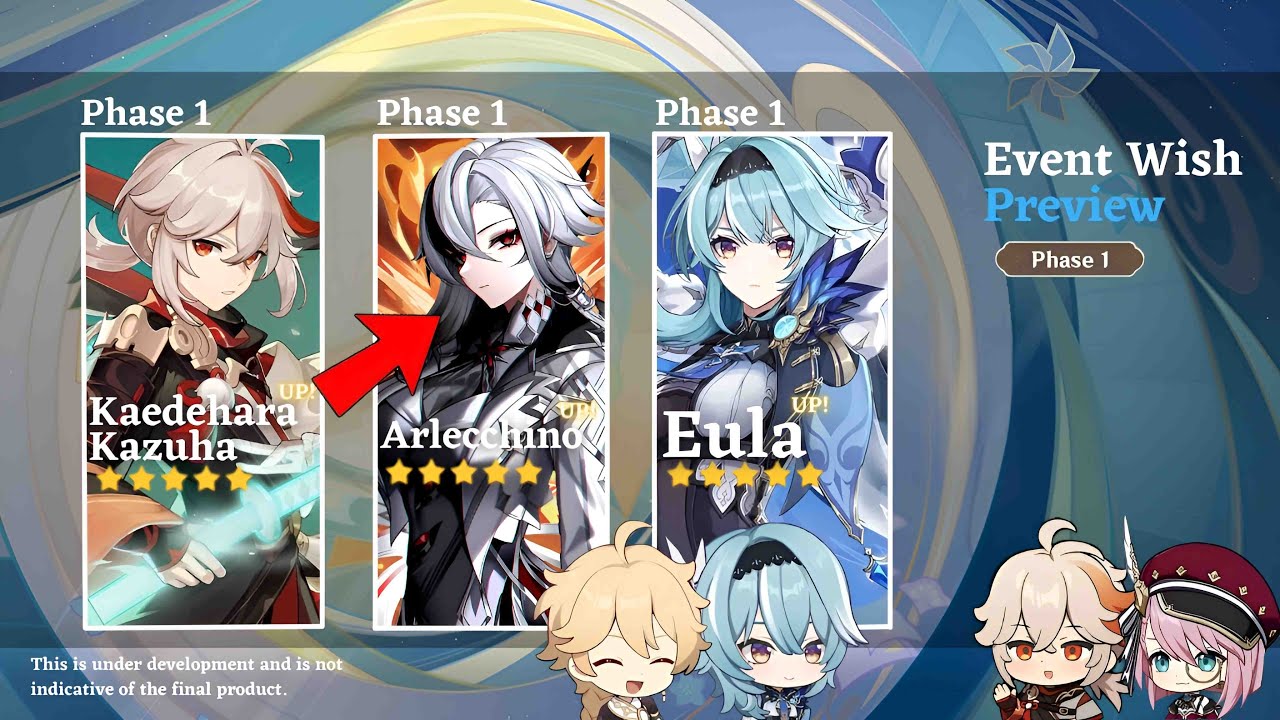 Phase 1
Phase 1
Phase 1
Event Wish
Preview
Phase 1
UP!
Kaedehara
Kazuha
UP!
Arlecchino
UP!
Eula
This is under development and is not
indicative of the final product.